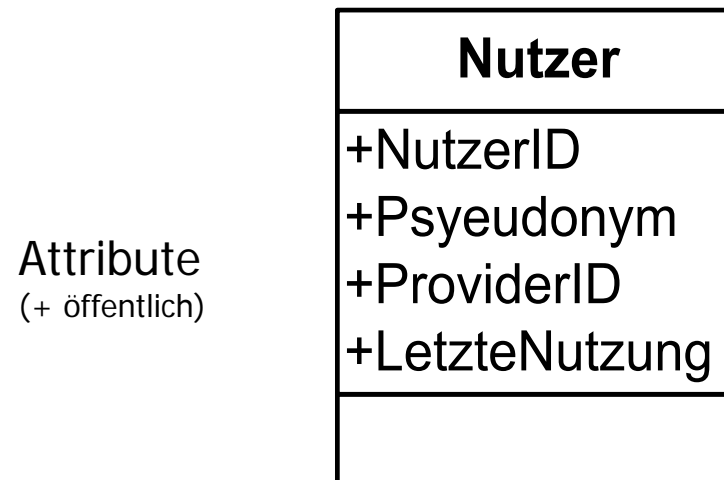 Nutzer
+NutzerID
+Psyeudonym
+ProviderID
+LetzteNutzung
Attribute
(+ öffentlich)